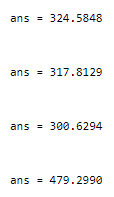 ans = 324.5848
ans = 317.8129
ans = 300.6294
ans = 479.2990